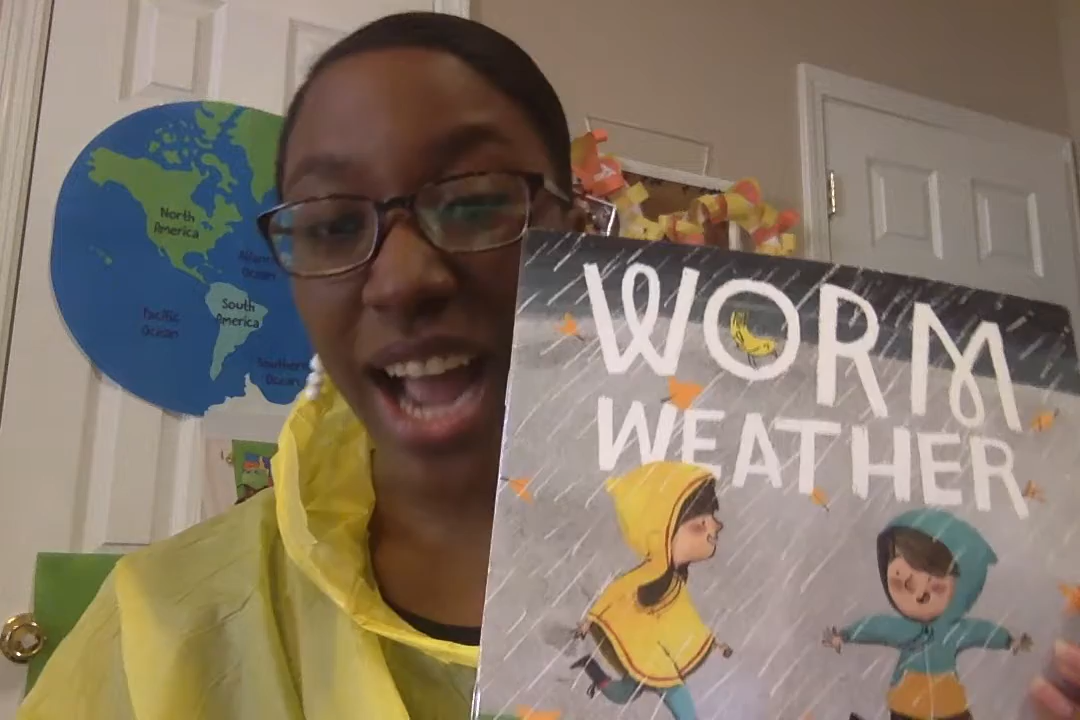 North
America
Atlantic
Ocean
South
America
Pacific
Ocean
Southern
Ocean
WORM
WEATHER